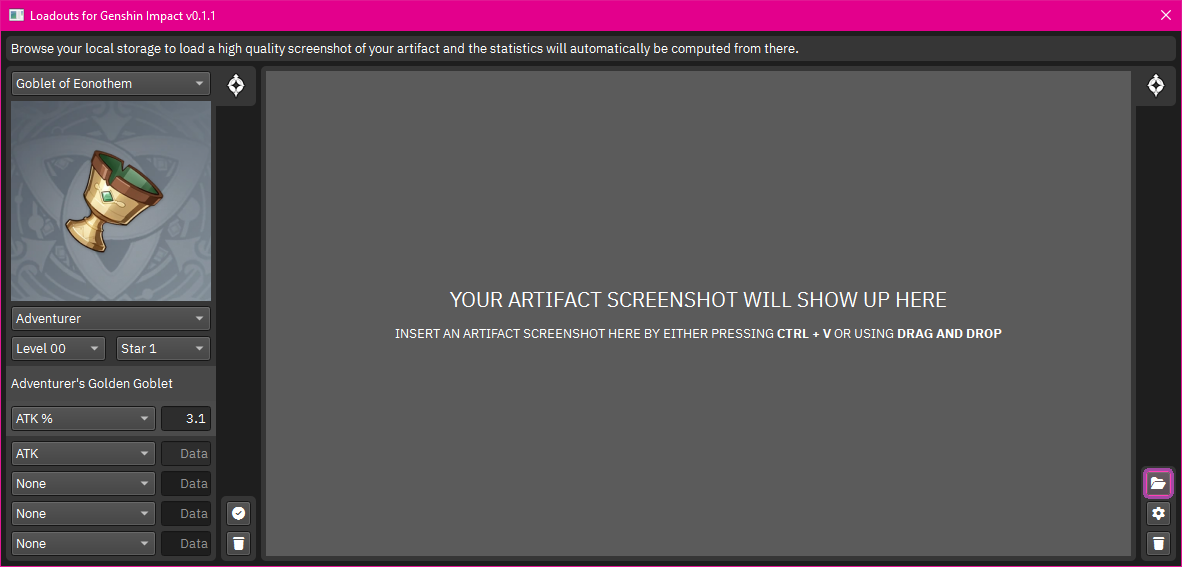 Loadouts for Genshin Impact v0.1.1
Browse your local storage to load a high quality screenshot of your artifact and the statistics will automatically be computed from there.
Goblet of Eonothem
Adventurer
Level 00
Star 1
Adventurer's Golden Goblet
ATK %
3.1
ATK
Data
None
Data
None
Data
None
Data
YOUR ARTIFACT SCREENSHOT WILL SHOW UP HERE
INSERT AN ARTIFACT SCREENSHOT HERE BY EITHER PRESSING CTRL + V OR USING DRAG AND DROP